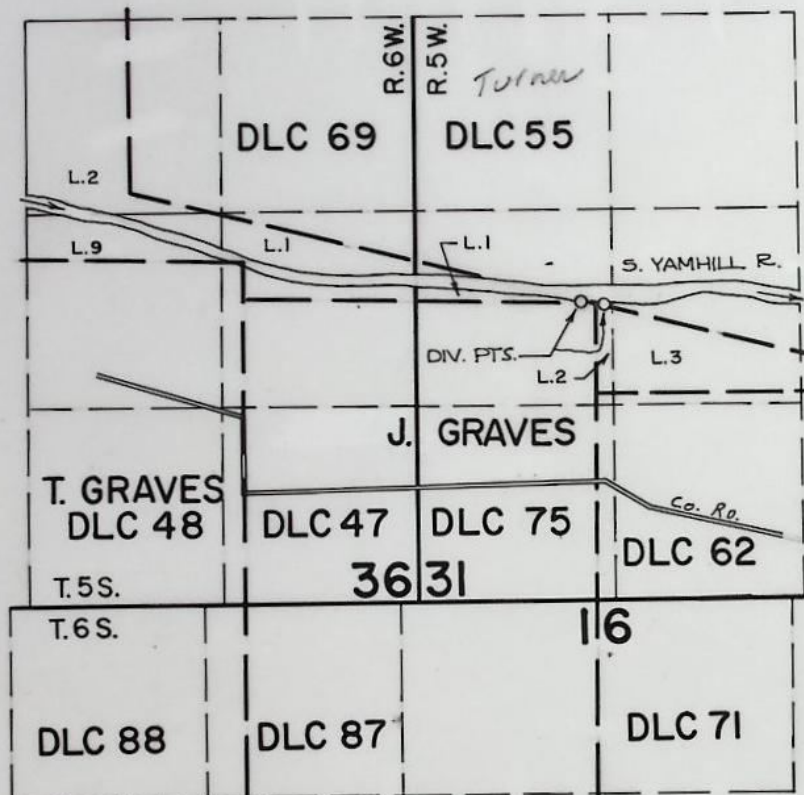 R.6W.
R.5W.
Turner
DLC 69
DLC 55
L.2
L.9
L.1
L.1
S. YAMHILL R.
DIV. PTS.
L.2
L.3
J. GRAVES
T. GRAVES
DLC 48
DLC 47
DLC 75
Co. Rd.
DLC 62
T.5S.
36
31
T.6S.
1
6
DLC 88
DLC 87
DLC 71